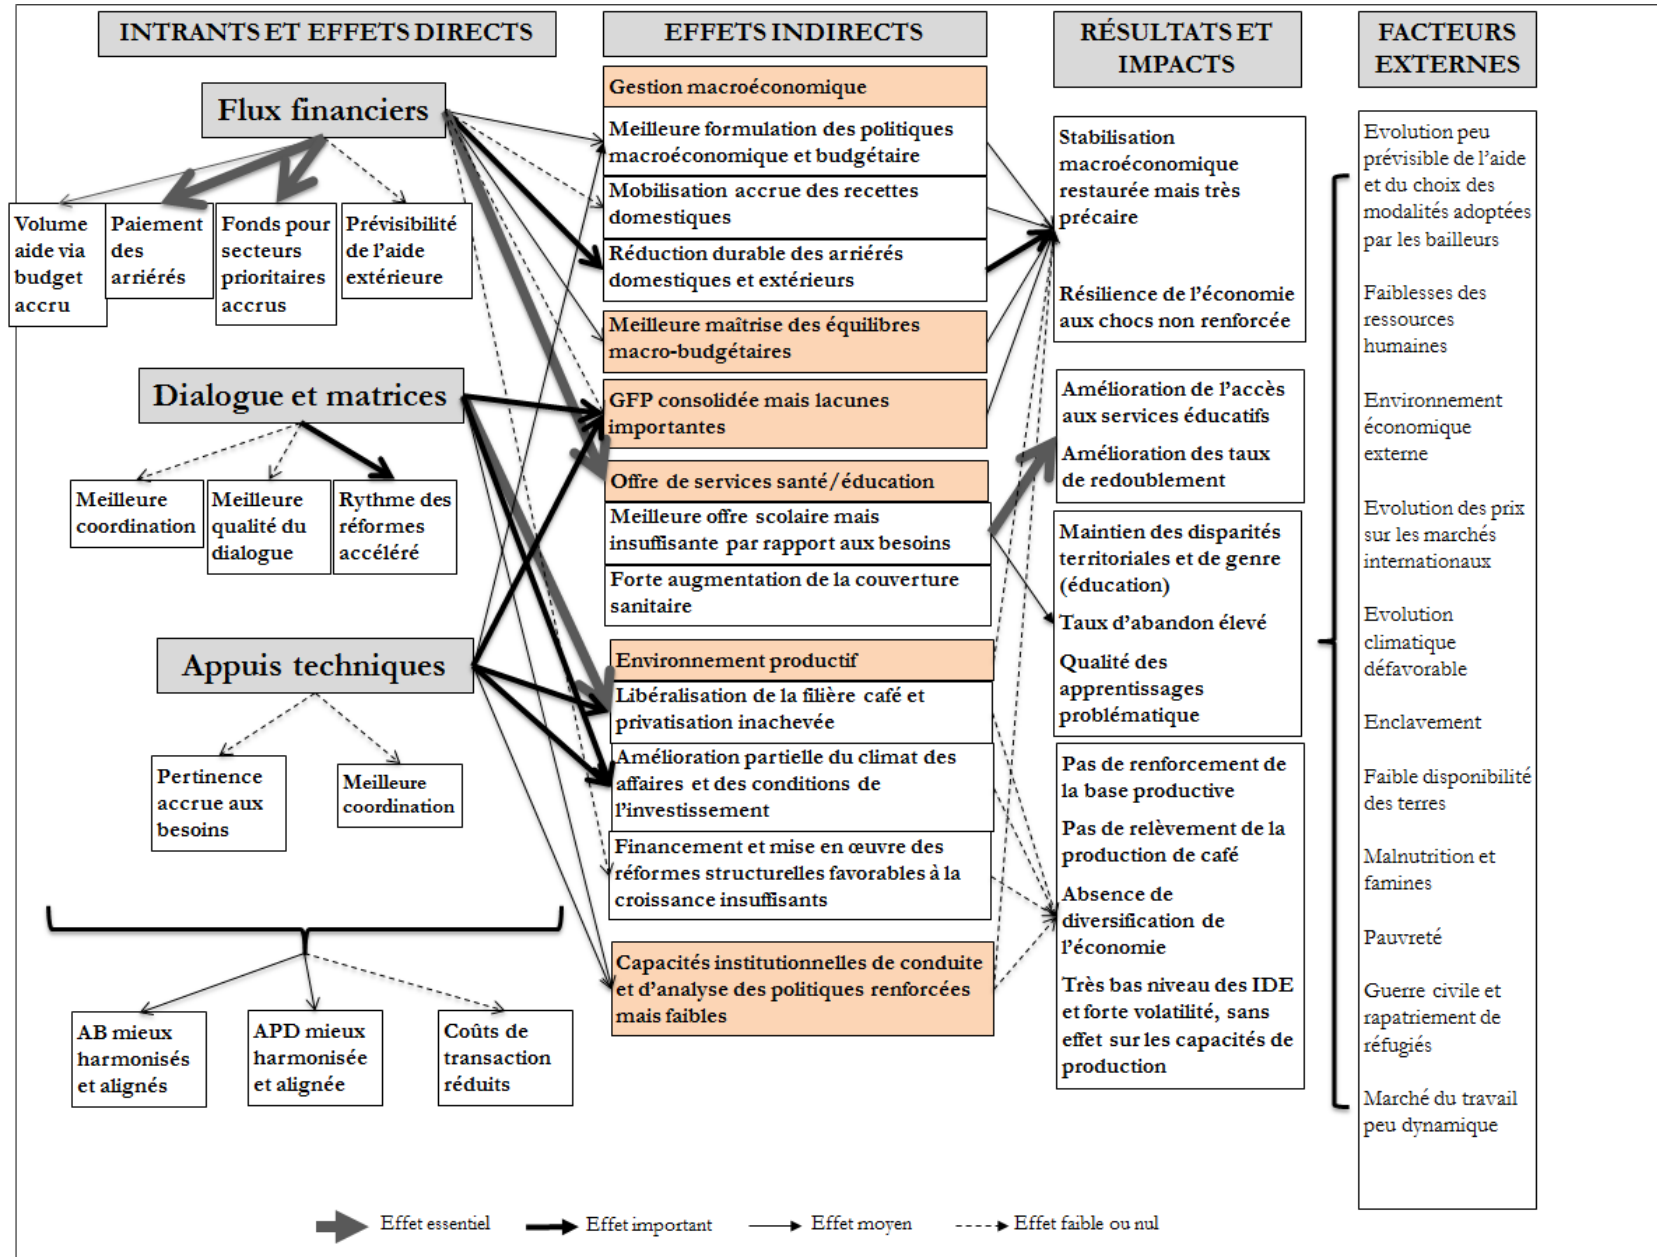 INTRANTS ET EFFETS DIRECTS
Flux financiers
Volume
aide via
budget
accru
Paiement
des
arriérés
Fonds pour
secteurs
prioritaires
accrus
Prévisibilité
de l'aide
extérieure
Dialogue et matrices
Meilleure
coordination
Meilleure
qualité du
dialogue
Rythme des
réformes
accéléré
Appuis techniques
Pertinence
accrue aux
besoins
Meilleure
coordination
AB mieux
harmonisés
et alignés
APD mieux
harmonisée
et alignée
Coûts de
transaction
réduits
EFFETS INDIRECTS
Gestion macroéconomique
Meilleure formulation des politiques
macroéconomique et budgétaire
Mobilisation accrue des recettes
domestiques
Réduction durable des arriérés
domestiques et extérieurs
Meilleure maîtrise des équilibres
macro-budgétaires
GFP consolidée mais lacunes
importantes
Offre de services santé/éducation
Meilleure offre scolaire mais
insuffisante par rapport aux besoins
Forte augmentation de la couverture
sanitaire
Environnement productif
Libéralisation de la filière café et
privatisation inachevée
Amélioration partielle du climat des
affaires et des conditions de
l'investissement
Financement et mise en œuvre des
réformes structurelles favorables à la
croissance insuffisants
Capacités institutionnelles de conduite
et d'analyse des politiques renforcées
mais faibles
RÉSULTATS ET
IMPACTS
Stabilisation
macroéconomique
restaurée mais très
précaire
Résilience de l'économie
aux chocs non renforcée
Amélioration de l'accès
aux services éducatifs
Amélioration des taux
de redoublement
Maintien des disparités
territoriales et de genre
(éducation)
Taux d'abandon élevé
Qualité des
apprentissages
problématique
Pas de renforcement de
la base productive
Pas de relèvement de la
production de café
Absence de
diversification de
l'économie
Très bas niveau des IDE
et forte volatilité, sans
effet sur les capacités de
production
FACTEURS
EXTERNES
Evolution peu
prévisible de l'aide
et du choix des
modalités adoptées
par les bailleurs
Faiblesses des
ressources
humaines
Environnement
économique
externe
Evolution des prix
sur les marchés
internationaux
Evolution
climatique
défavorable
Enclavement
Faible disponibilité
des terres
Malnutrition et
famines
Pauvreté
Guerre civile et
rapatriement de
réfugiés
Marché du travail
peu dynamique
Effet essentiel
Effet important
Effet moyen
Effet faible ou nul